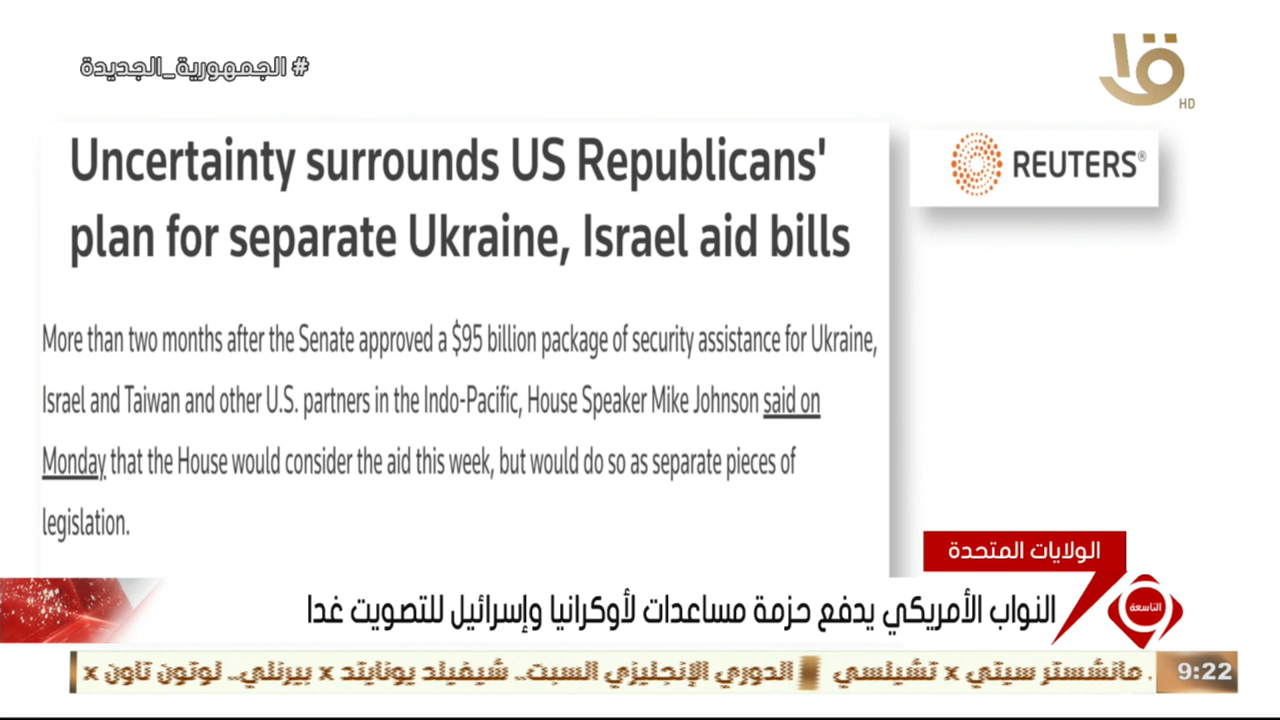 # الجمهورية_الجديدة
HD
Uncertainty surrounds US Republicans'
plan for separate Ukraine, Israel aid bills
REUTERS®
More than two months after the Senate approved a $95 billion package of security assistance for Ukraine,
Israel and Taiwan and other U.S. partners in the Indo-Pacific, House Speaker Mike Johnson said on
Monday that the House would consider the aid this week, but would do so as separate pieces of
legislation.
الولايات المتحدة
التاسعة
النواب الأمريكي يدفع حزمة مساعدات لأوكرانيا وإسرائيل للتصويت غدا
. مانشستر سيتي x تشيلسي الدوري الإنجليزي السبت.. شيفيلد يونايتد x بيرنلي.. لوتون تاون x
9:22